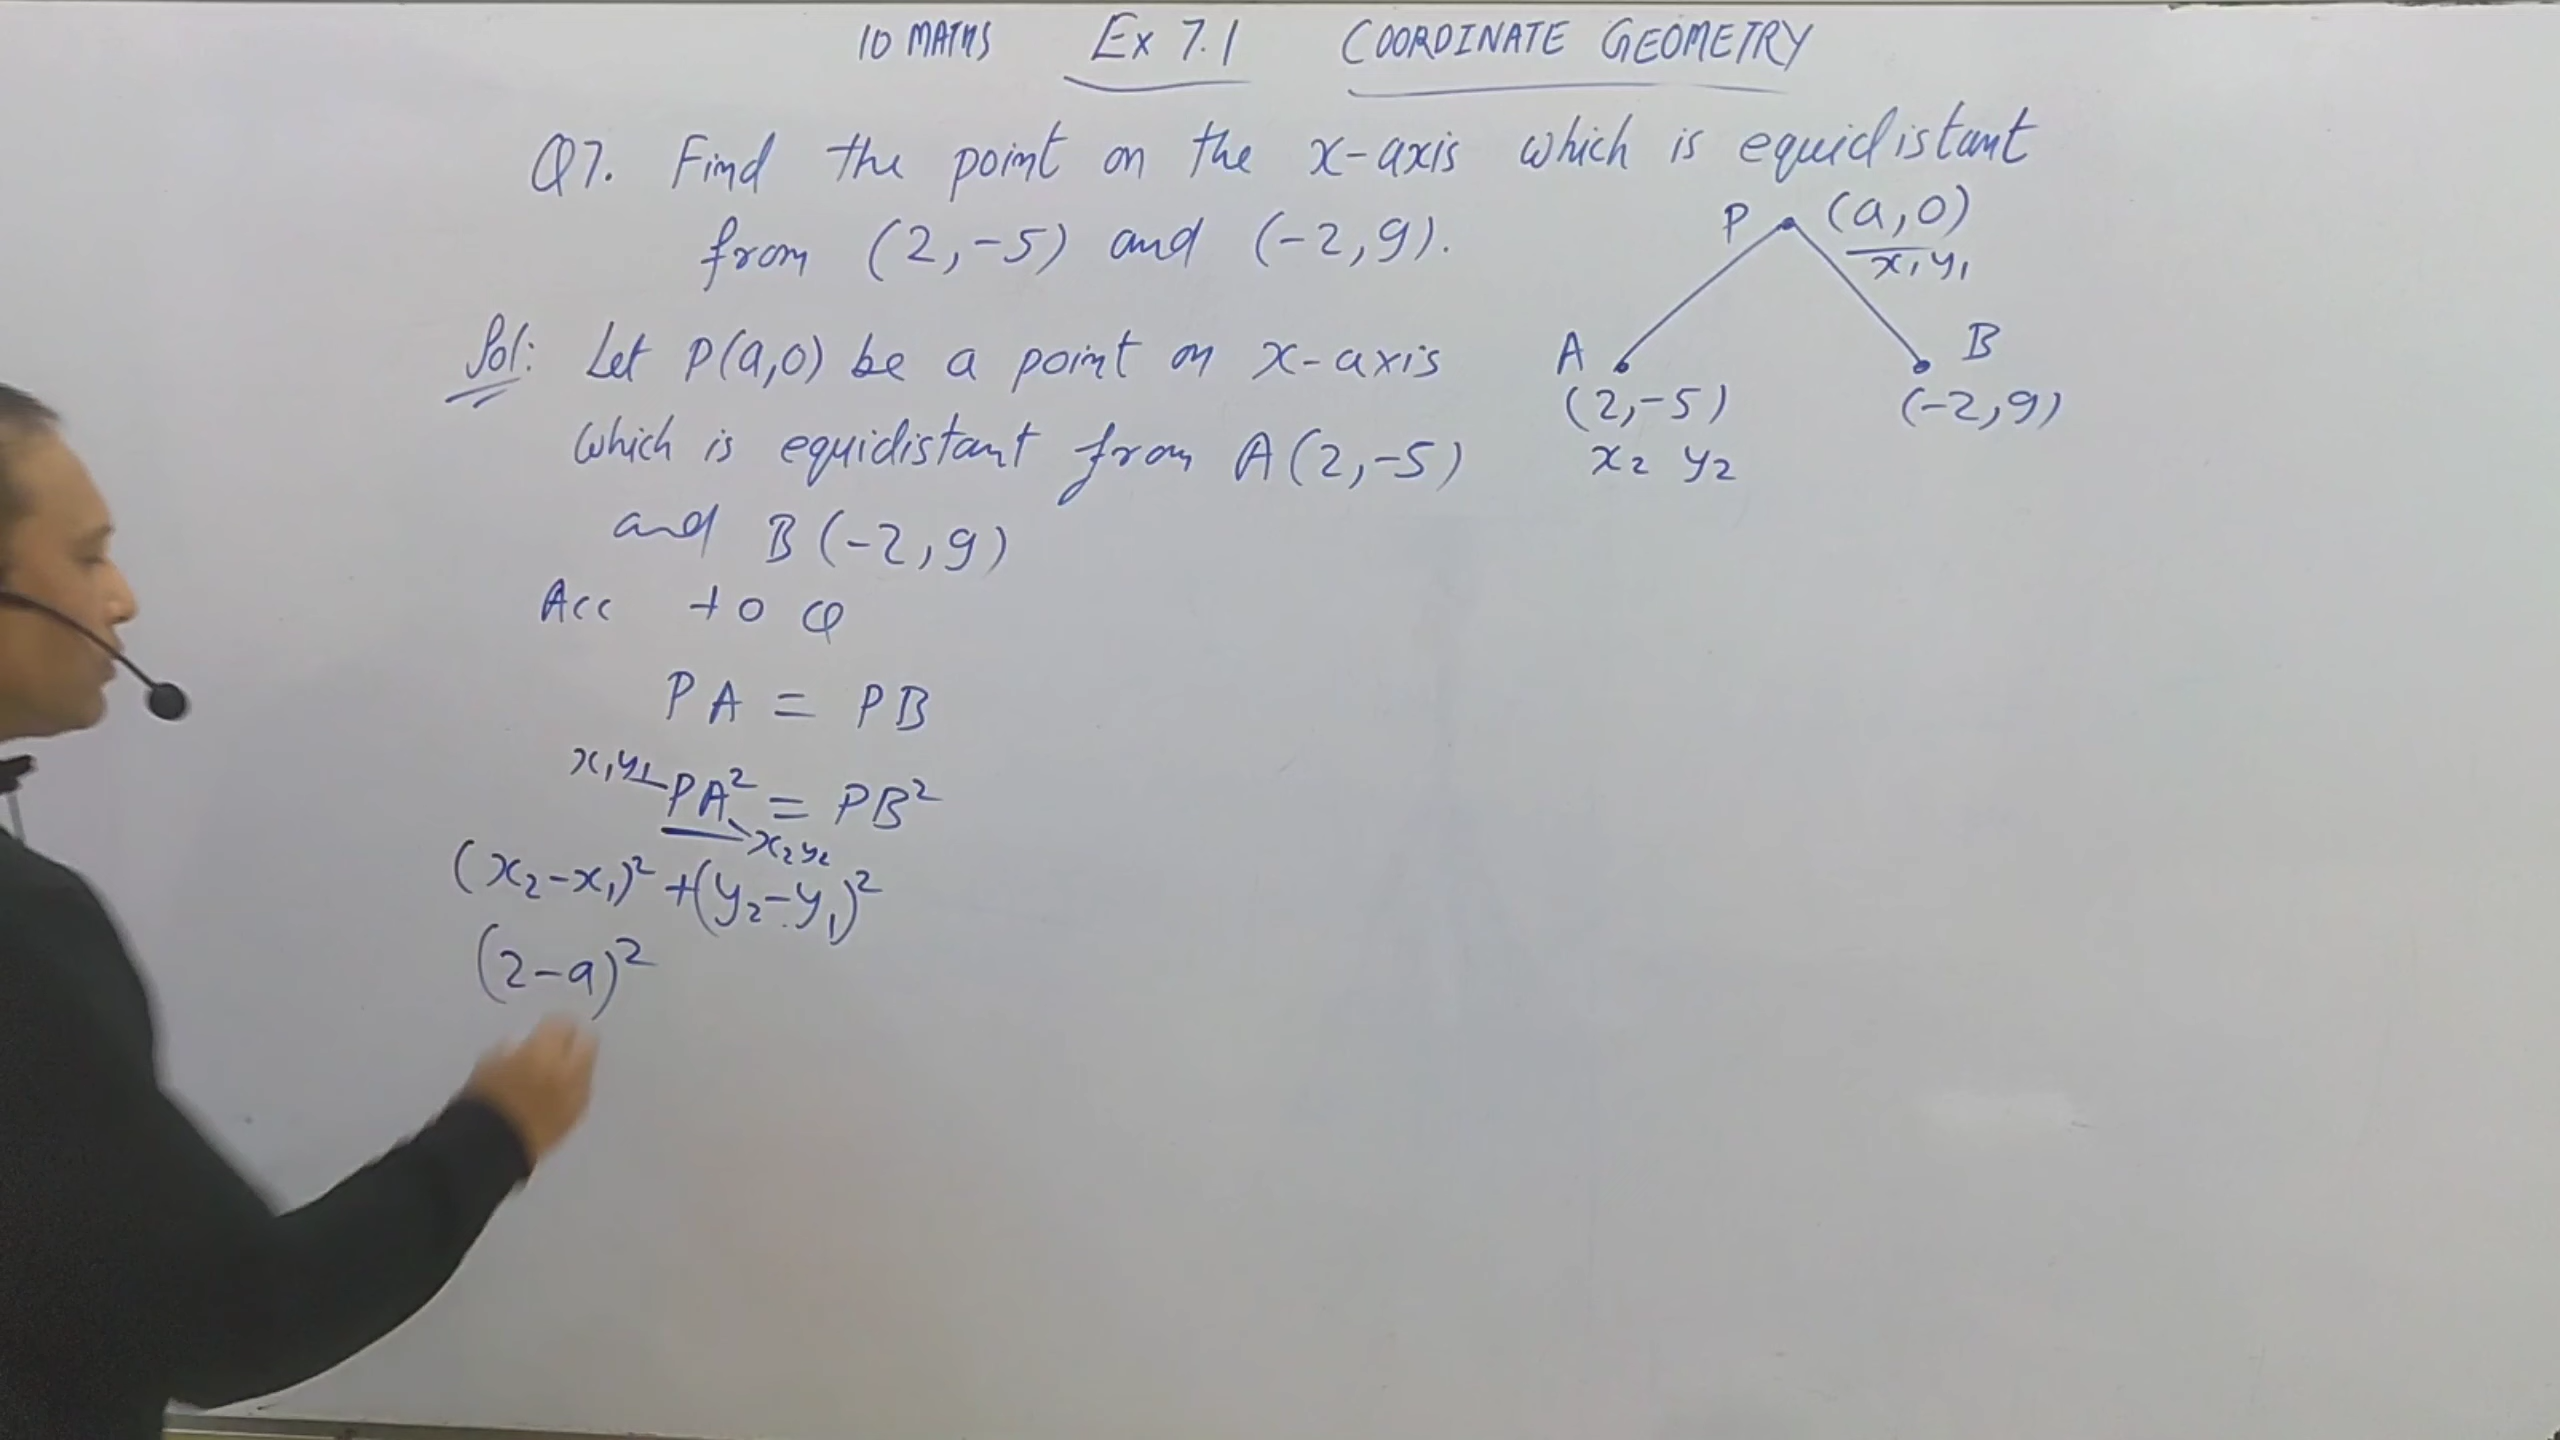 10 MATHS Ex 7.1 COORDINATE GEOMETRY
Q7. Find the point on the x-axis which is equidistant
from (2,-5) and (-2,9).
Sol: Let P(a,0) be a point on x-axis
which is equidistant from A(2,-5)
and B(-2,9)
Acc to Q
PA = PB
x₁y₁ PA² = PB²
x₂y₂
(x₂-x₁)² + (y₂-y₁)²
(2-a)²
P (a,0)
x₁ y₁
A B
(2,-5) (-2,9)
x₂ y₂